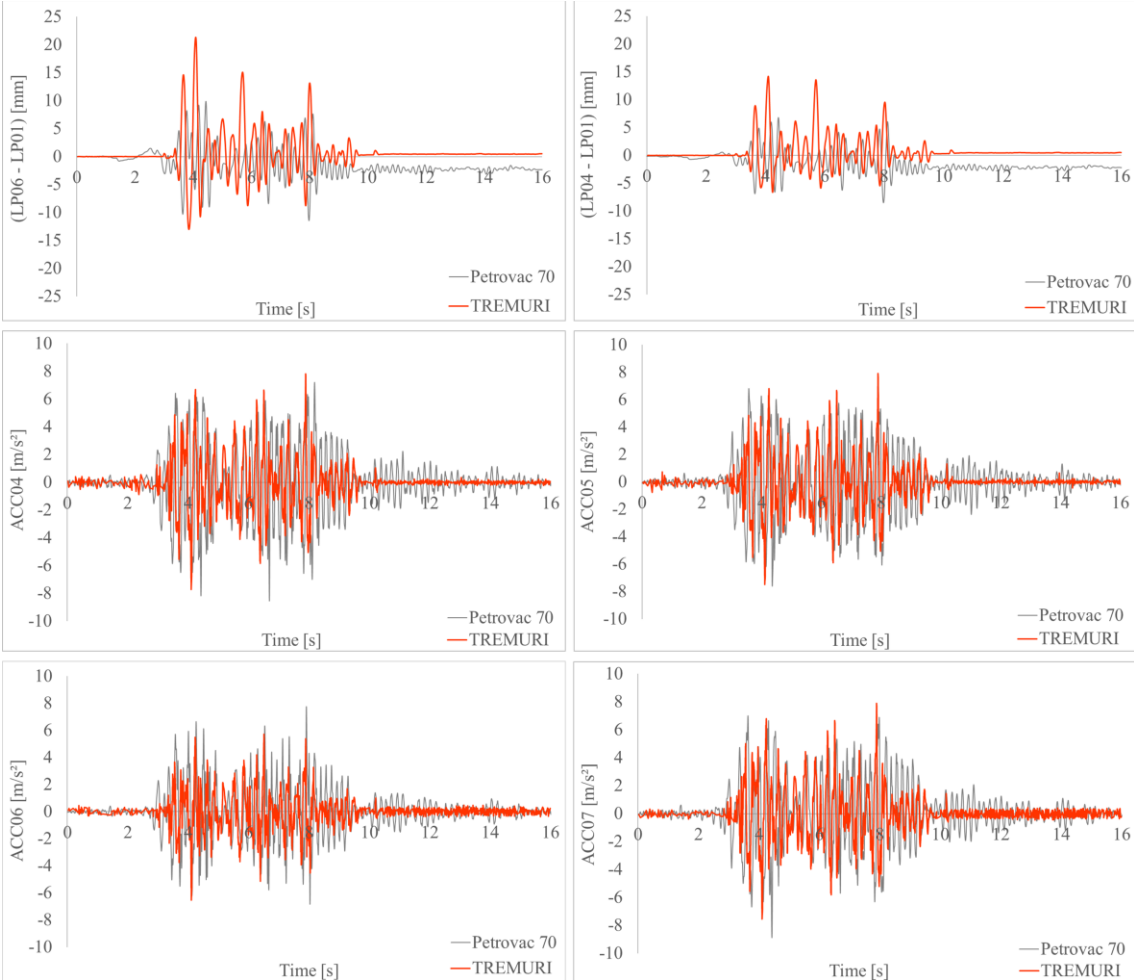 25
20
15
10
5
0
-5
-10
-15
-20
-25
0 2 4 6 8 10 12 14 16
(LP06 - LP01) [mm]
Time [s]
Petrovac 70
TREMURI
25
20
15
10
5
0
-5
-10
-15
-20
-25
0 2 4 6 8 10 12 14 16
(LP04 - LP01) [mm]
Time [s]
Petrovac 70
TREMURI
10
8
6
4
2
0
-2
-4
-6
-8
-10
0 2 4 6 8 10 12 14 16
ACC04 [m/s²]
Time [s]
Petrovac 70
TREMURI
10
8
6
4
2
0
-2
-4
-6
-8
-10
0 2 4 6 8 10 12 14 16
ACC05 [m/s²]
Time [s]
Petrovac 70
TREMURI
10
8
6
4
2
0
-2
-4
-6
-8
-10
0 2 4 6 8 10 12 14 16
ACC06 [m/s²]
Time [s]
Petrovac 70
TREMURI
10
8
6
4
2
0
-2
-4
-6
-8
-10
0 2 4 6 8 10 12 14 16
ACC07 [m/s²]
Time [s]
Petrovac 70
TREMURI